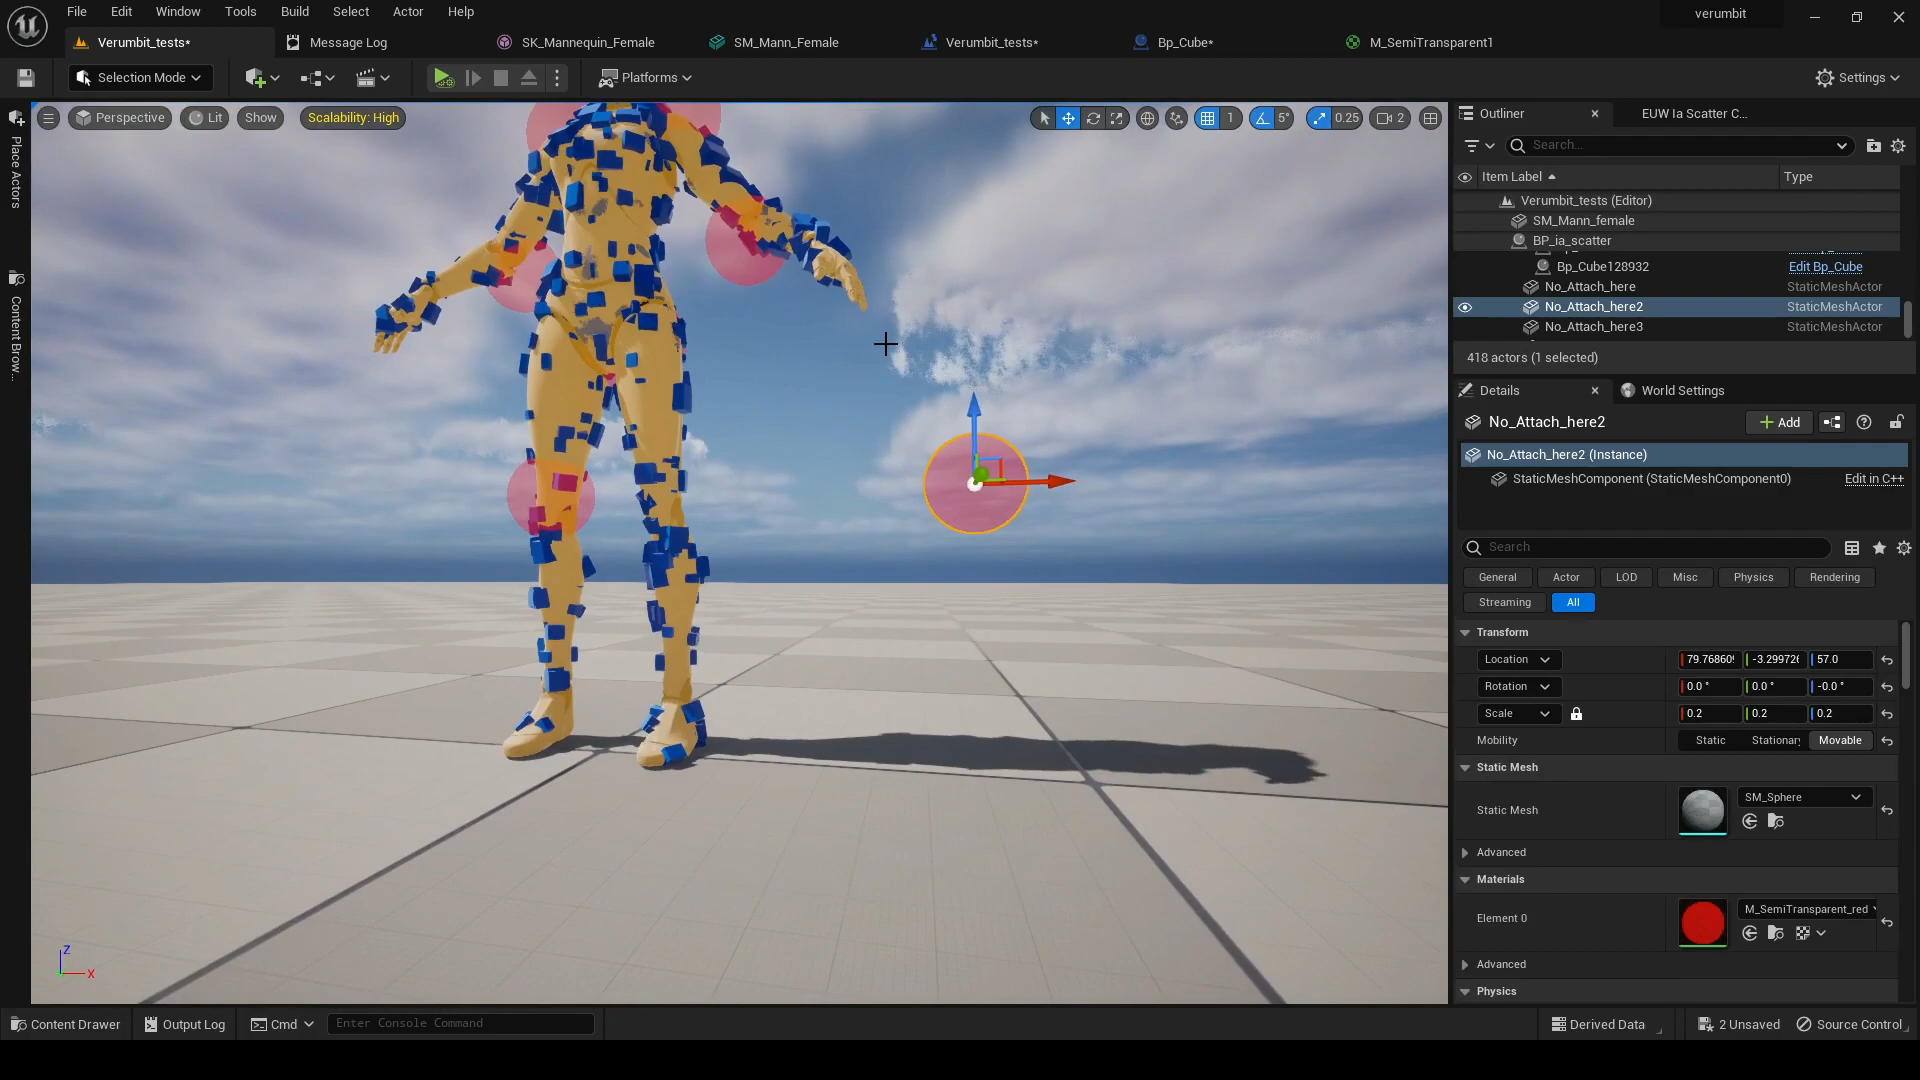 File Edit Window Tools Build Select Actor Help
verumbit
Verumbit_tests*
Message Log
SK_Mannequin_Female
SM_Mann_Female
Verumbit_tests*
Bp_Cube*
M_SemiTransparent1
Selection Mode
Platforms
Settings
Place Actors
Content Brow...
Perspective
Lit
Show
Scalability: High
1
5°
0.25
2
Outliner
EUW Ia Scatter C...
Search...
Item Label
Type
Verumbit_tests (Editor)
SM_Mann_female
BP_ia_scatter
Bp_Cube128932 Edit Bp_Cube
No_Attach_here StaticMeshActor
No_Attach_here2 StaticMeshActor
No_Attach_here3 StaticMeshActor
418 actors (1 selected)
Details
World Settings
No_Attach_here2
Add
No_Attach_here2 (Instance)
StaticMeshComponent (StaticMeshComponent0) Edit in C++
Search
General Actor LOD Misc Physics Rendering
Streaming All
Transform
Location 79.768609 -3.299726 57.0
Rotation 0.0 ° 0.0 ° -0.0 °
Scale 0.2 0.2 0.2
Mobility Static Stationary Movable
Static Mesh
Static Mesh
SM_Sphere
Advanced
Materials
Element 0
M_SemiTransparent_red
Advanced
Physics
Z
X
Content Drawer
Output Log
Cmd
Enter Console Command
Derived Data
2 Unsaved
Source Control